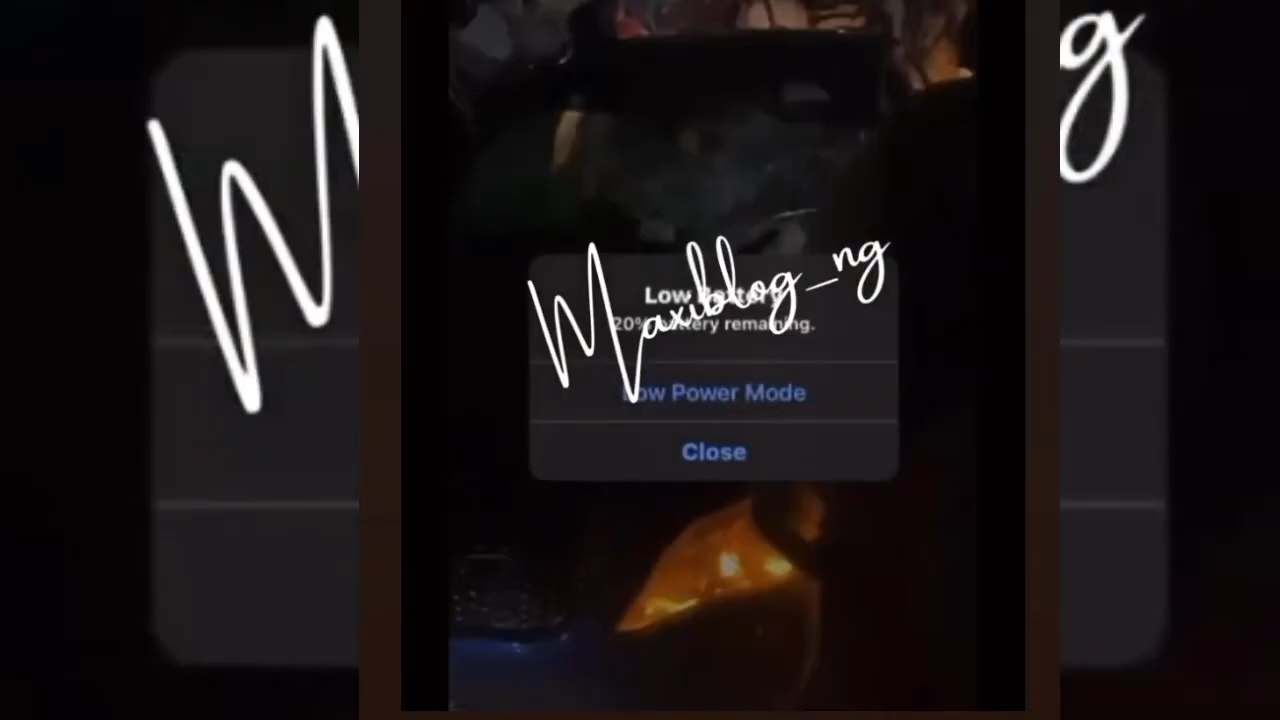 Maxiblog_ng
Low Battery
20% battery remaining.
Low Power Mode
Close